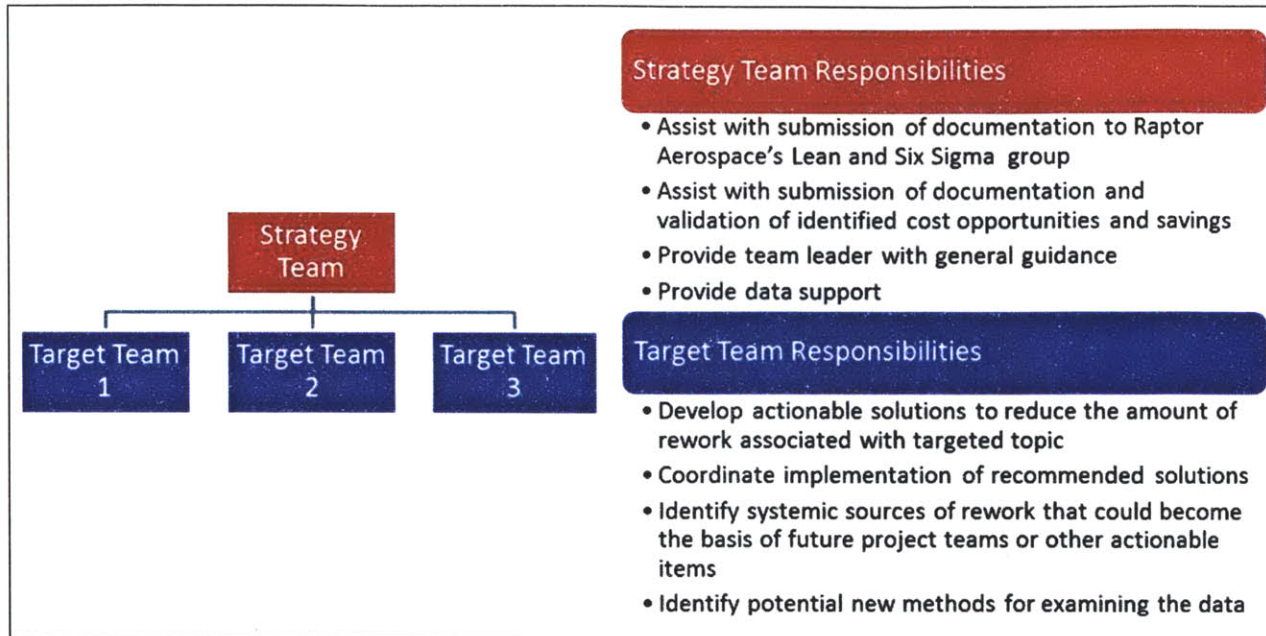 Strategy
Team
Target Team
1
Target Team
2
Target Team
3
Strategy Team Responsibilities
• Assist with submission of documentation to Raptor
Aerospace's Lean and Six Sigma group
• Assist with submission of documentation and
validation of identified cost opportunities and savings
• Provide team leader with general guidance
• Provide data support
Target Team Responsibilities
• Develop actionable solutions to reduce the amount of
rework associated with targeted topic
• Coordinate implementation of recommended solutions
• Identify systemic sources of rework that could become
the basis of future project teams or other actionable
items
• Identify potential new methods for examining the data